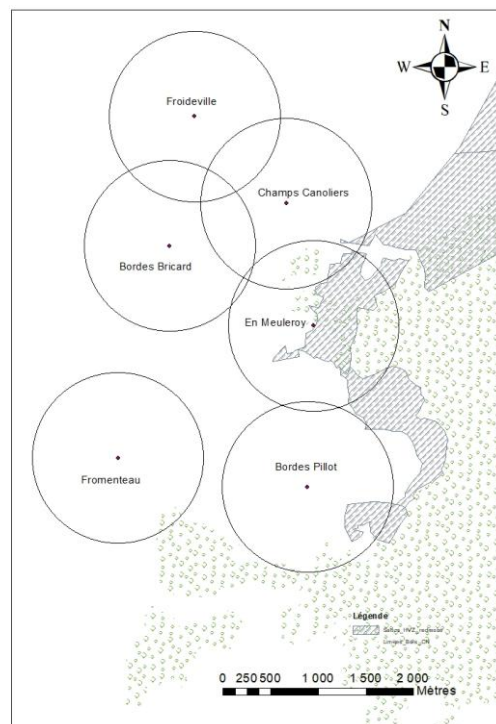 N
W E
S
Froideville
Champs Canoliers
Bordes Bricard
En Meuleroy
Bordes Pillot
Fromenteau
Légende
0 250 500 1 000 1 500 2 000
Mètres